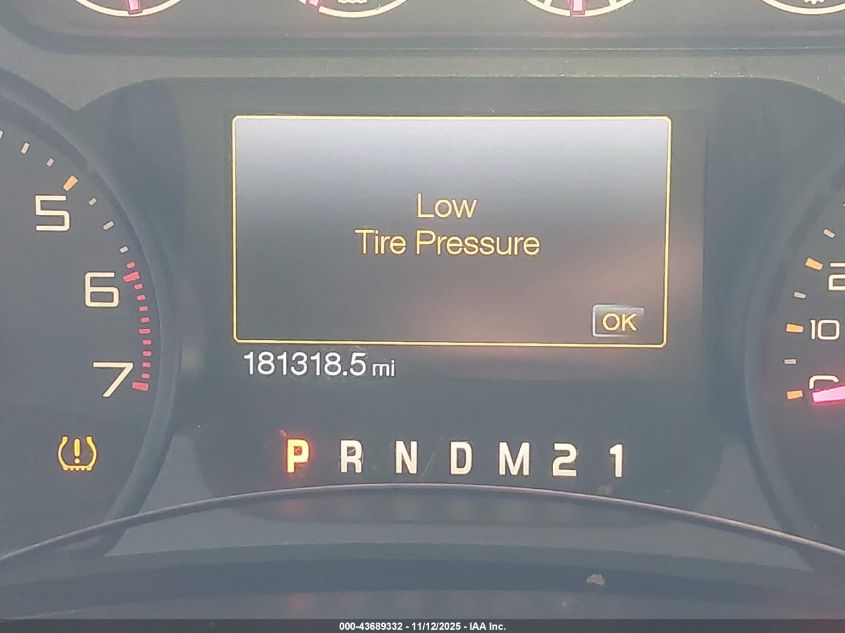 Low
Tire Pressure
OK
181318.5 mi
5
6
7
10
0
P R N D M 2 1
000-43689332 - 11/12/2025 - IAA Inc.